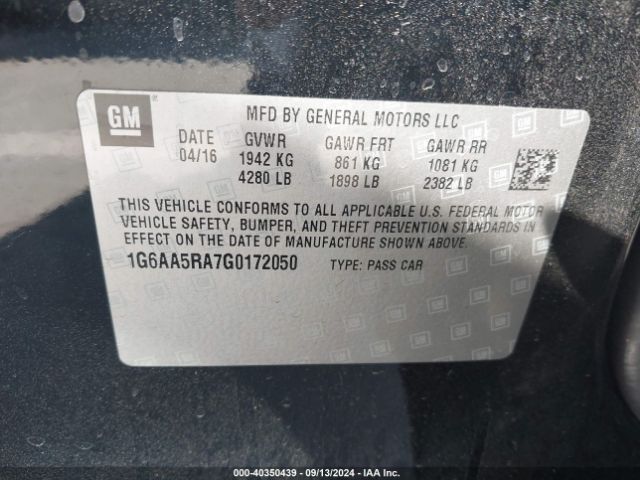 GM
MFD BY GENERAL MOTORS LLC
DATE GVWR GAWR FRT GAWR RR
04/16 1942 KG 861 KG 1081 KG
4280 LB 1898 LB 2382 LB
THIS VEHICLE CONFORMS TO ALL APPLICABLE U.S. FEDERAL MOTOR
VEHICLE SAFETY, BUMPER, AND THEFT PREVENTION STANDARDS
IN EFFECT ON THE DATE OF MANUFACTURE SHOWN ABOVE.
1G6AA5RA7G0172050 TYPE: PASS CAR
000-40350439 - 09/13/2024 - IAA Inc.